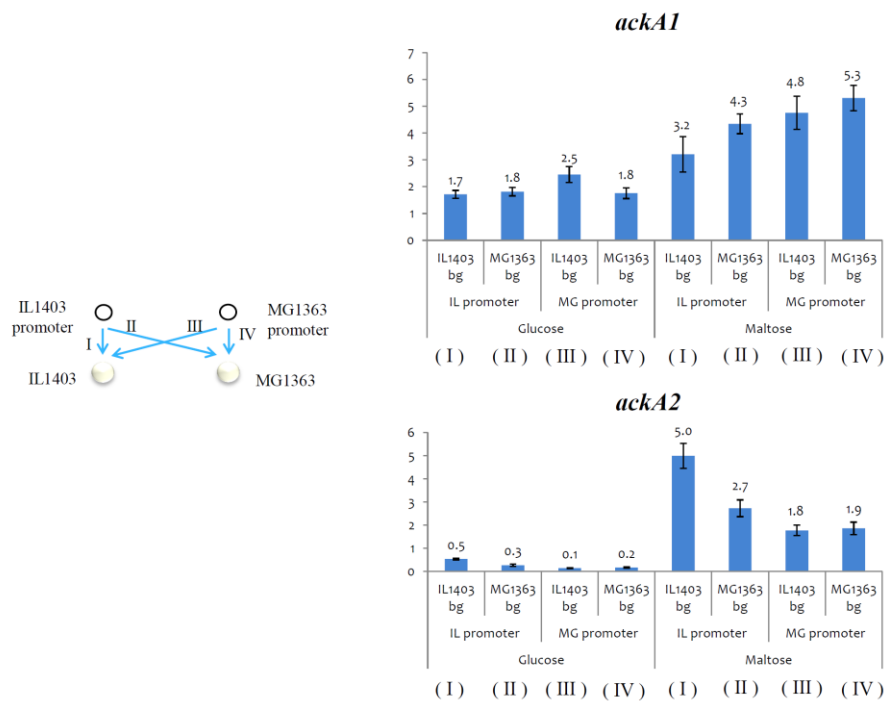 IL1403
promoter
I
II
III
IV
MG1363
promoter
IL1403
MG1363
ackA1
7
6
5
4
3
2
1
0
1.7
1.8
2.5
1.8
3.2
4.3
4.8
5.3
IL1403 bg
MG1363 bg
IL1403 bg
MG1363 bg
IL1403 bg
MG1363 bg
IL1403 bg
MG1363 bg
IL promoter
MG promoter
IL promoter
MG promoter
Glucose
Maltose
( I )
( II )
( III )
( IV )
( I )
( II )
( III )
( IV )
ackA2
6
5
4
3
2
1
0
0.5
0.3
0.1
0.2
5.0
2.7
1.8
1.9
IL1403 bg
MG1363 bg
IL1403 bg
MG1363 bg
IL1403 bg
MG1363 bg
IL1403 bg
MG1363 bg
IL promoter
MG promoter
IL promoter
MG promoter
Glucose
Maltose
( I )
( II )
( III )
( IV )
( I )
( II )
( III )
( IV )